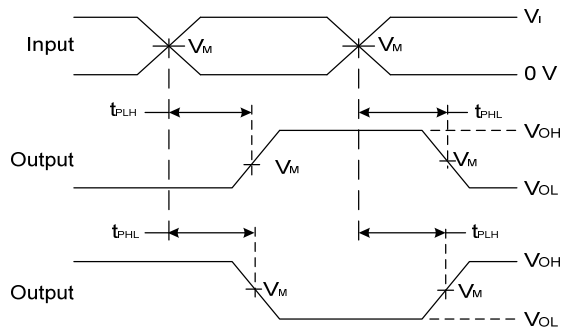 Input VM VM VI
0 V
tPLH tPHL
VOH
Output VM VM
VOL
tPHL tPLH
VOH
Output VM VM
VOL